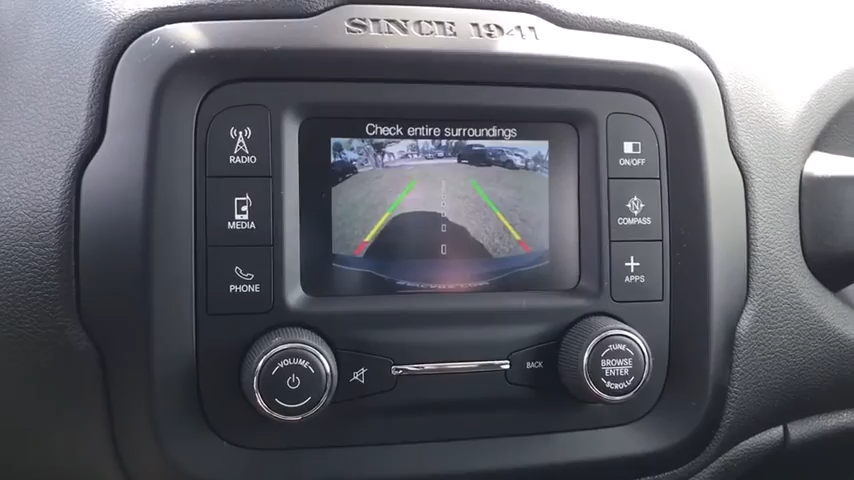 SINCE 1941
Check entire surroundings
RADIO
MEDIA
PHONE
ON/OFF
N
COMPASS
APPS
VOLUME
BACK
TUNE
BROWSE
ENTER
SCROLL